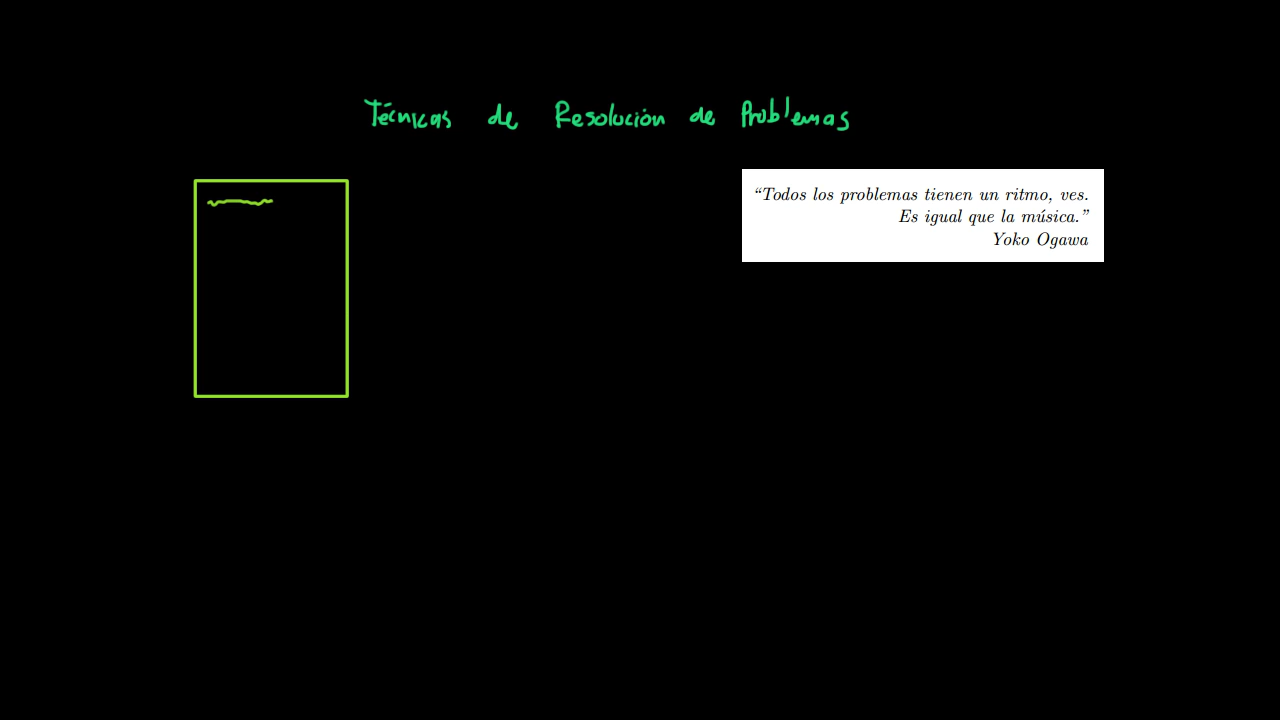 Técnicas de Resolución de Problemas
“Todos los problemas tienen un ritmo, ves.
Es igual que la música.”
Yoko Ogawa